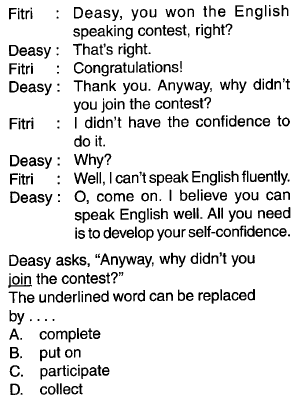 Fitri : Deasy, you won the English
speaking contest, right?
Deasy : That's right.
Fitri : Congratulations!
Deasy : Thank you. Anyway, why didn't
you join the contest?
Fitri : I didn't have the confidence to
do it.
Deasy : Why?
Fitri : Well, I can't speak English fluently.
Deasy : O, come on. I believe you can
speak English well. All you need
is to develop your self-confidence.
Deasy asks, “Anyway, why didn't you
join the contest?”
The underlined word can be replaced
by . . . .
A. complete
B. put on
C. participate
D. collect